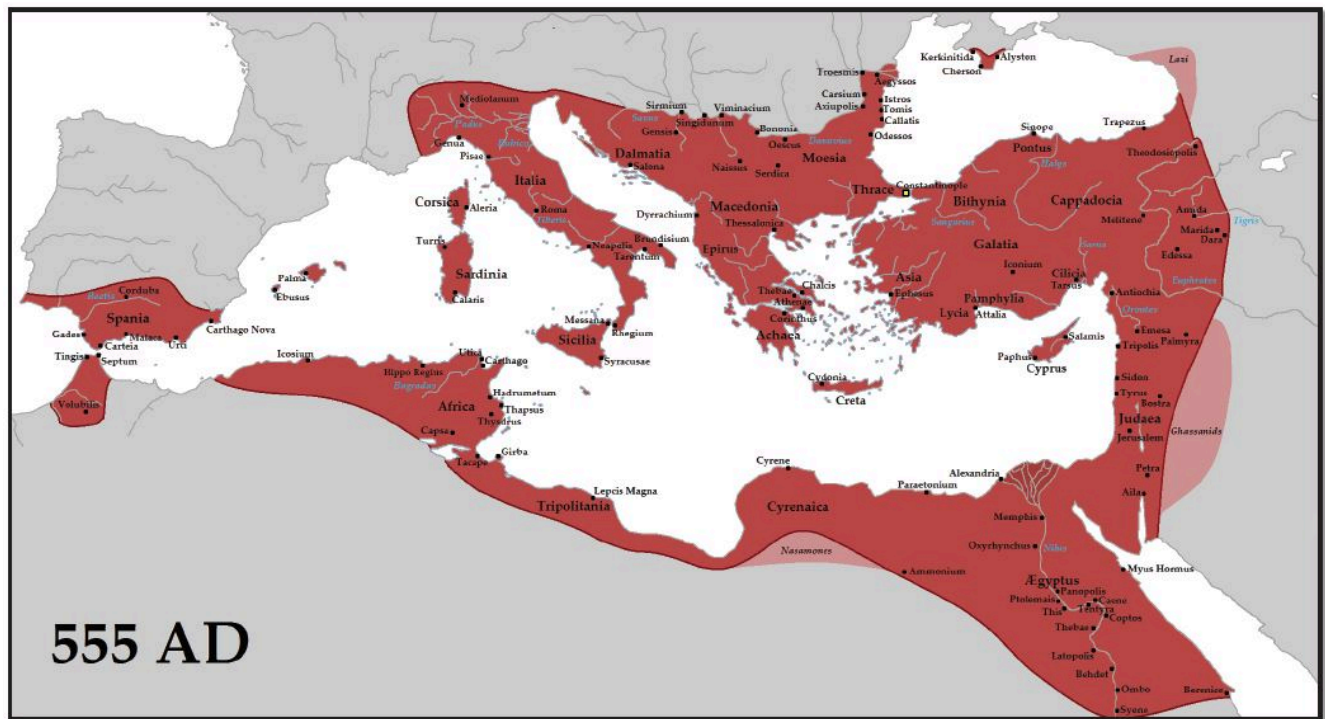 Kerkinitida
Alyston
Cherson
Lazi
Troesmis
Aegyssos
Carsium
Axiupolis
Istros
Tomis
Callatis
Odessos
Mediolanum
Padus
Genua
Rubico
Pisae
Sirmium
Viminacium
Savus
Singidunum
Gensis
Bononia
Oescus
Danuvius
Dalmatia
Salona
Naissus
Serdica
Moesia
Sinope
Trapezus
Pontus
Halys
Theodosiopolis
Italia
Corsica
Aleria
Roma
Tiberis
Dyrrachium
Macedonia
Thessalonica
Thrace
Constantinople
Bithynia
Cappadocia
Sangarius
Melitene
Amida
Tigris
Marida
Dara
Edessa
Turris
Sardinia
Calaris
Neapolis
Brundisium
Tarentum
Epirus
Galatia
Sarus
Iconium
Cilicia
Tarsus
Asia
Ephesus
Pamphylia
Lycia
Attalia
Antiochia
Euphrates
Orontes
Palma
Ebusus
Corduba
Baetis
Spania
Gades
Malaca
Urci
Carthago Nova
Carteia
Tingis
Septum
Volubilis
Icosium
Messana
Rhegium
Sicilia
Syracusae
Thebae
Chalcis
Athenae
Corinthus
Achaea
Cydonia
Creta
Salamis
Paphus
Cyprus
Emesa
Palmyra
Tripolis
Sidon
Tyrus
Bostra
Judaea
Jerusalem
Ghassanids
Petra
Aila
Utica
Carthago
Hippo Regius
Bagradas
Hadrumetum
Africa
Thapsus
Thysdrus
Capsa
Tacape
Girba
Lepcis Magna
Tripolitania
Cyrene
Cyrenaica
Paraetonium
Alexandria
Nasamones
Ammonium
Memphis
Oxyrhynchus
Nilus
Myus Hormus
Ægyptus
Panopolis
Ptolemais
Caene
This
Tentyra
Coptos
Thebae
Latopolis
Behdet
Ombo
Berenice
Syene
555 AD